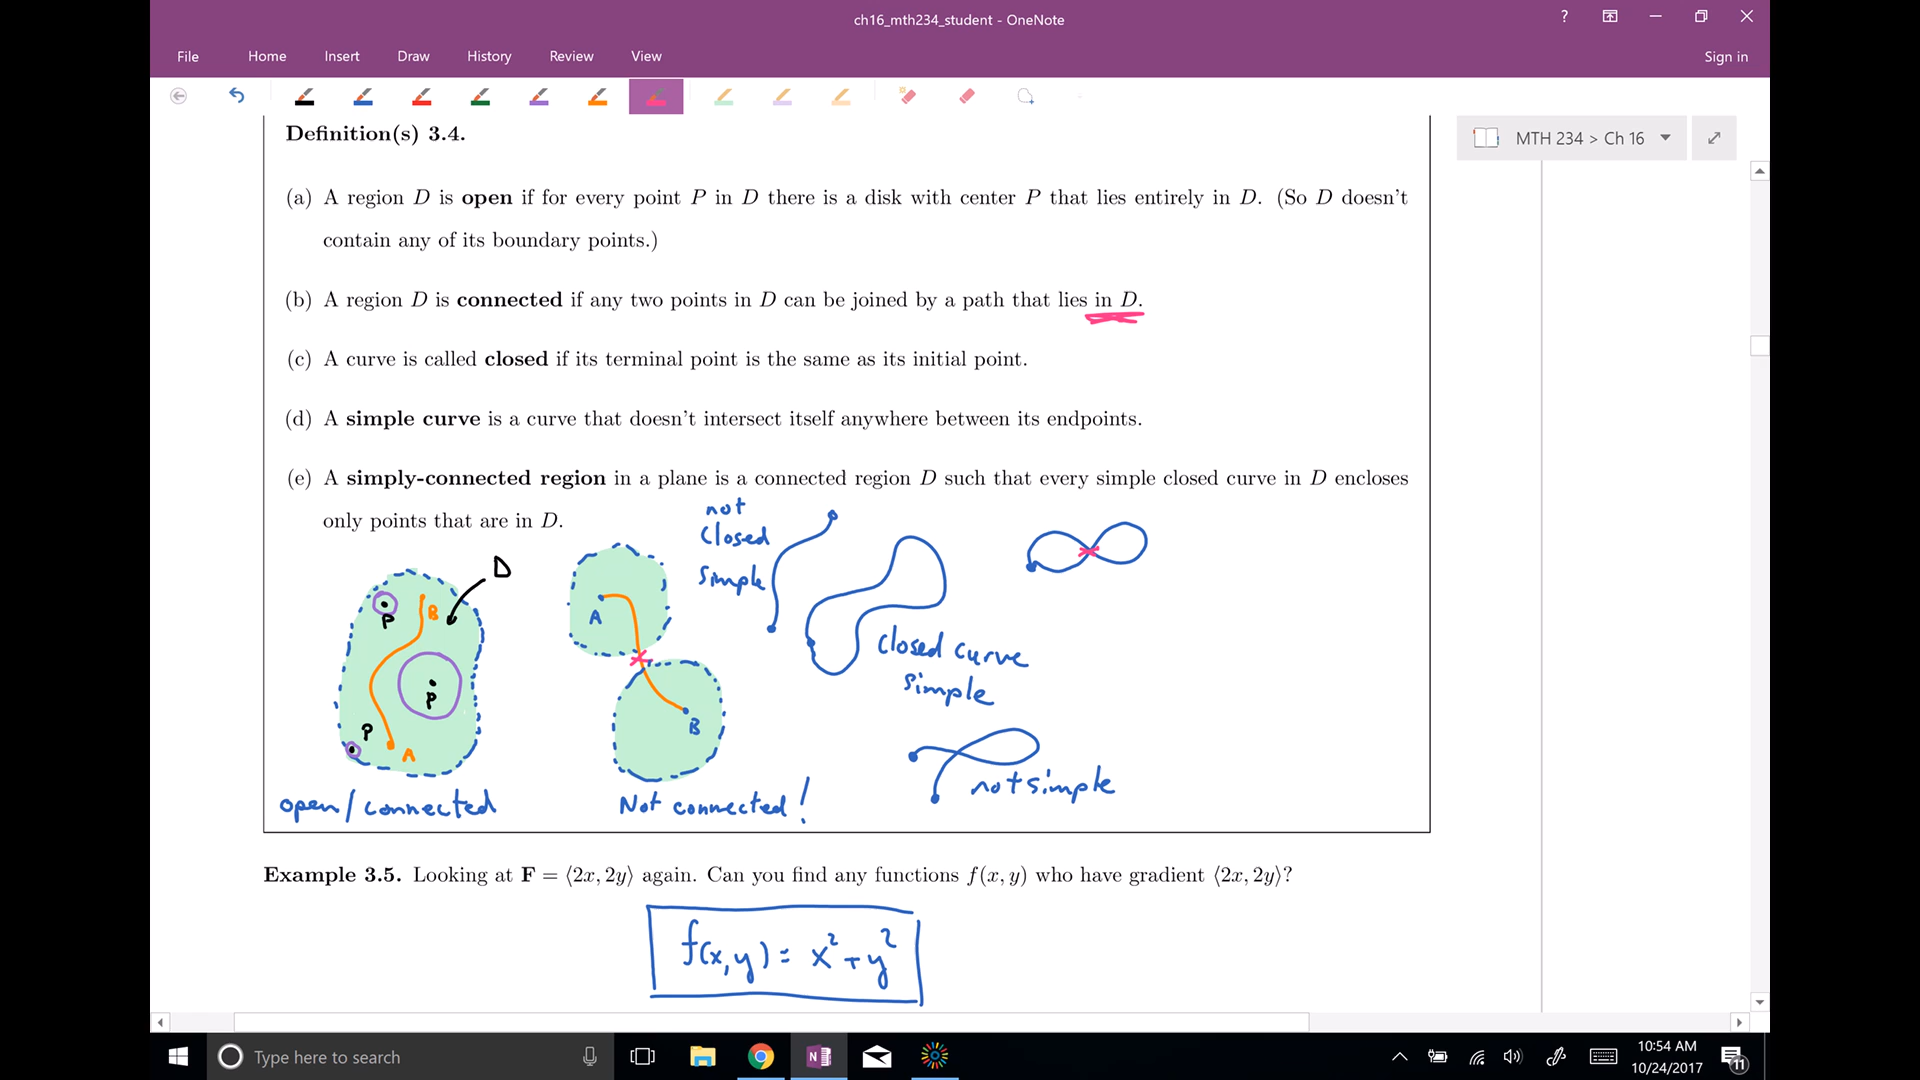 ch16_mth234_student - OneNote
?
File Home Insert Draw History Review View
Sign in
MTH 234 > Ch 16
Definition(s) 3.4.
(a) A region D is open if for every point P in D there is a disk with center P that lies entirely in D. (So D doesn't
contain any of its boundary points.)
(b) A region D is connected if any two points in D can be joined by a path that lies in D.
(c) A curve is called closed if its terminal point is the same as its initial point.
(d) A simple curve is a curve that doesn't intersect itself anywhere between its endpoints.
(e) A simply-connected region in a plane is a connected region D such that every simple closed curve in D encloses
only points that are in D.
not
closed
simple
D
P
B
P
P
A
A
B
closed curve
simple
not simple
open/connected
Not connected!
Example 3.5. Looking at F = ⟨2x, 2y⟩ again. Can you find any functions f(x, y) who have gradient ⟨2x, 2y⟩?
f(x,y) = x² + y²
Type here to search
10:54 AM
10/24/2017
11